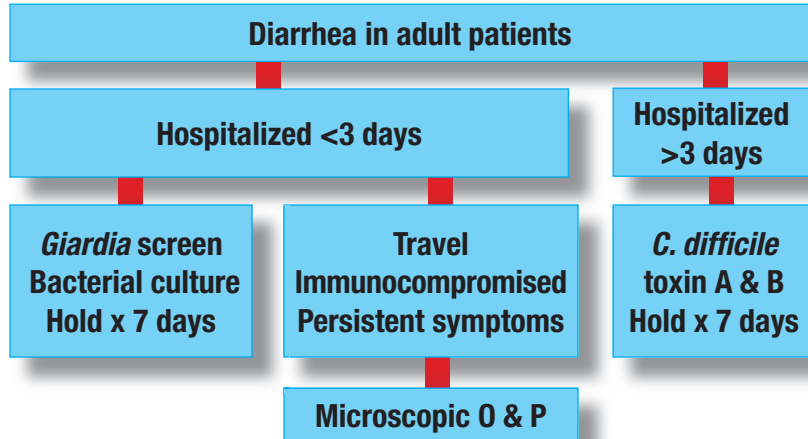 Diarrhea in adult patients
Hospitalized <3 days
Hospitalized
>3 days
Giardia screen
Bacterial culture
Hold x 7 days
Travel
Immunocompromised
Persistent symptoms
C. difficile
toxin A & B
Hold x 7 days
Microscopic O & P